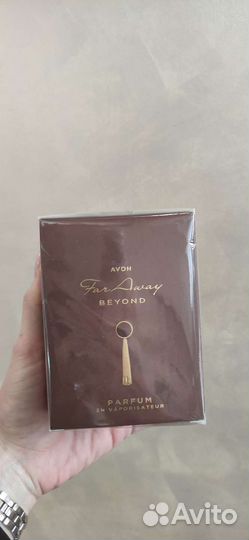 AVON
Far Away
BEYOND
PARFUM
EN VAPORISATEUR
Avito